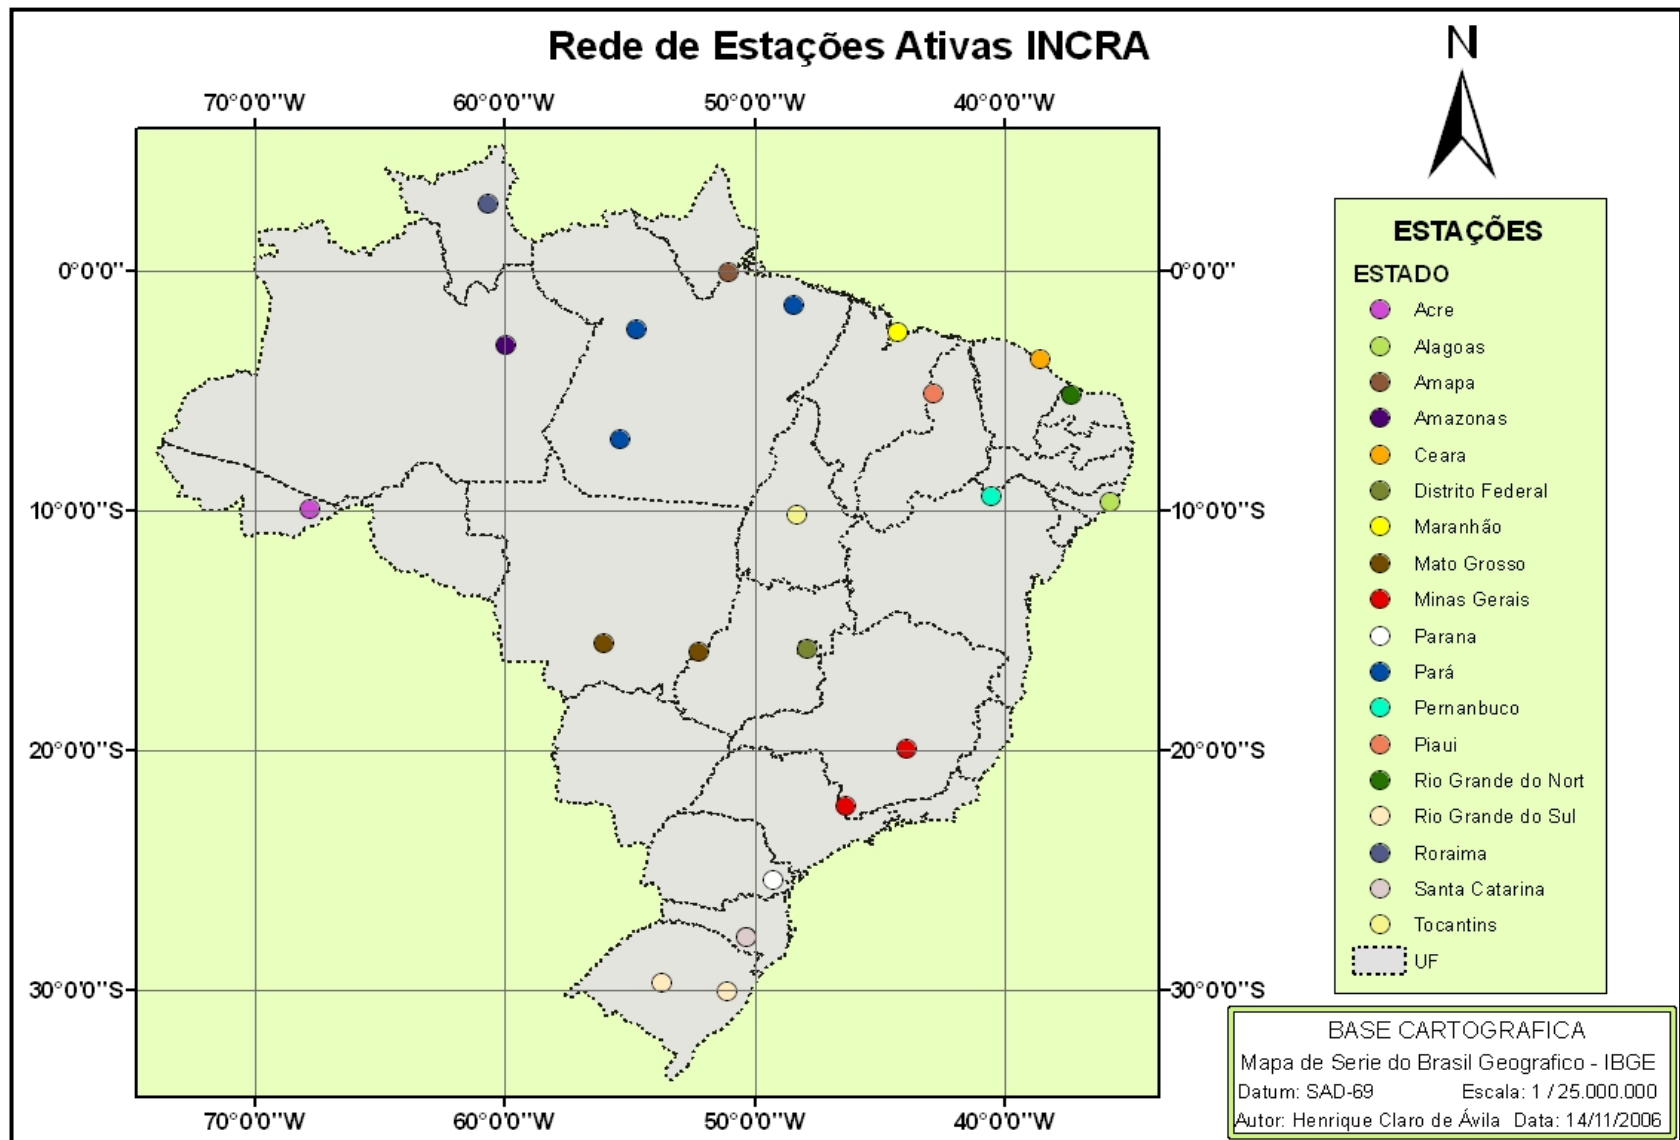 Rede de Estações Ativas INCRA
N
70°0'0"W 60°0'0"W 50°0'0"W 40°0'0"W
0°0'0" 0°0'0"
10°0'0"S 10°0'0"S
20°0'0"S 20°0'0"S
30°0'0"S 30°0'0"S
70°0'0"W 60°0'0"W 50°0'0"W 40°0'0"W
ESTAÇÕES
ESTADO
Acre
Alagoas
Amapa
Amazonas
Ceara
Distrito Federal
Maranhão
Mato Grosso
Minas Gerais
Parana
Pará
Pernanbuco
Piaui
Rio Grande do Nort
Rio Grande do Sul
Roraima
Santa Catarina
Tocantins
UF
BASE CARTOGRAFICA
Mapa de Serie do Brasil Geografico - IBGE
Datum: SAD-69 Escala: 1 / 25.000.000
Autor: Henrique Claro de Ávila Data: 14/11/2006